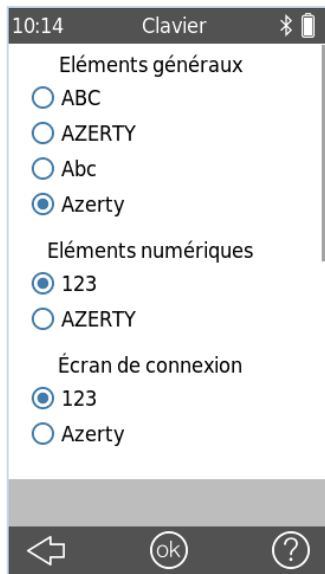 10:14 Clavier
Eléments généraux
ABC
AZERTY
Abc
Azerty
Eléments numériques
123
AZERTY
Écran de connexion
123
Azerty
ok ?